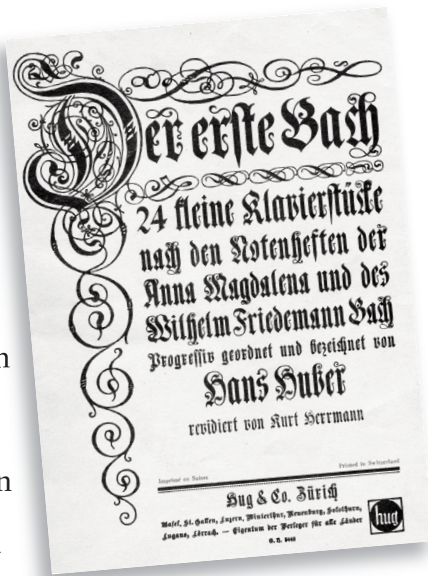 Der erste Bach
24 kleine Klavierstücke
nach den Notenheften der
Anna Magdalena und des
Wilhelm Friedemann Bach
Progressiv geordnet und bezeichnet von
Hans Huber
revidiert von Kurt Herrmann
Imprimé en Suisse
Printed in Switzerland
Hug & Co. Zürich
Basel, St. Gallen, Luzern, Winterthur, Neuenburg, Solothurn,
Lugano, Lörrach. — Eigentum der Verleger für alle Länder
hug